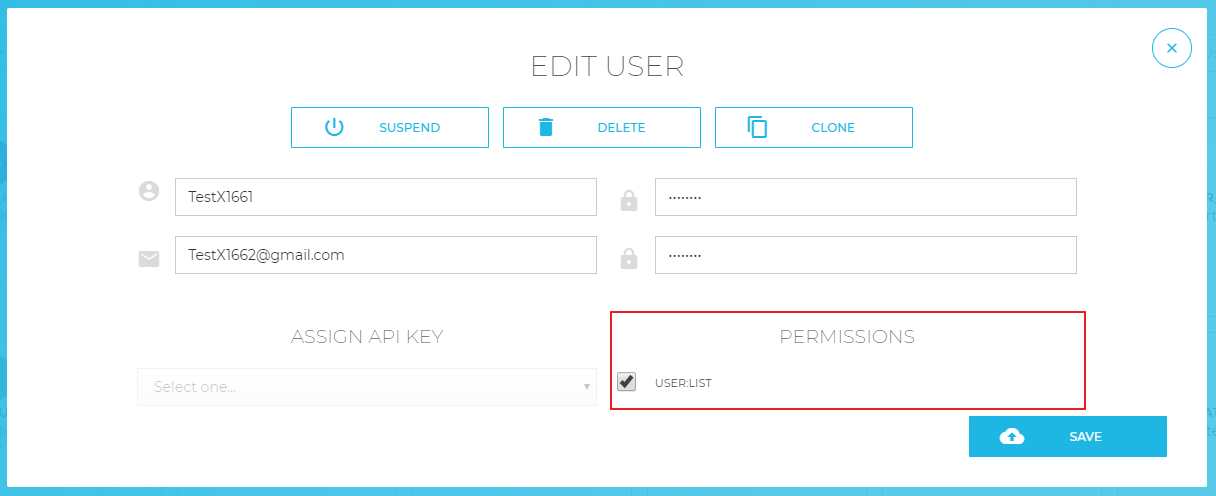 EDIT USER
SUSPEND
DELETE
CLONE
TestX1661
········
TestX1662@gmail.com
········
ASSIGN API KEY
PERMISSIONS
Select one...
USER:LIST
SAVE